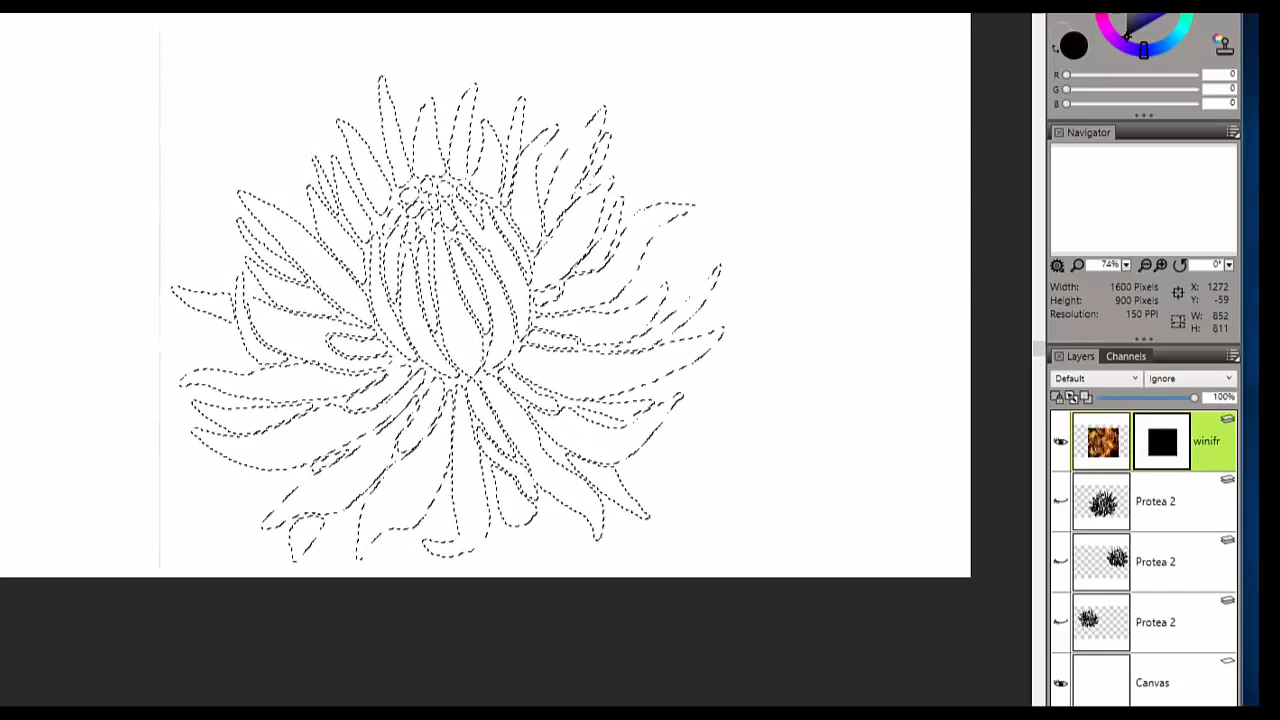 R 0
G 0
B 0
Navigator
74% 0°
Width: 1600 Pixels X: 1272
Height: 900 Pixels Y: -59
Resolution: 150 PPI W: 852
H: 811
Layers Channels
Default Ignore
100%
winifr
Protea 2
Protea 2
Protea 2
Canvas